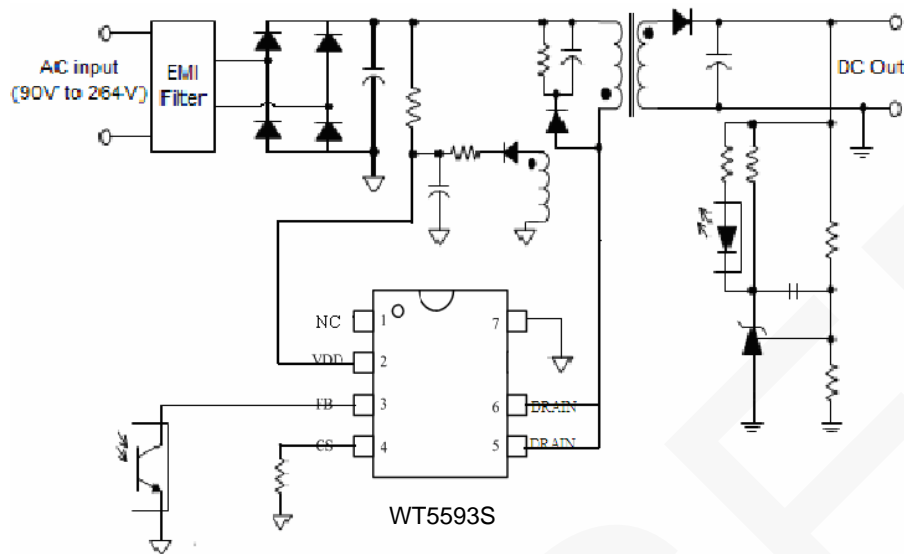 AC input
(90V to 264V)
EMI
Filter
DC Out
NC
1
7
VDD
2
FB
3
6
DRAIN
CS
4
5
DRAIN
WT5593S